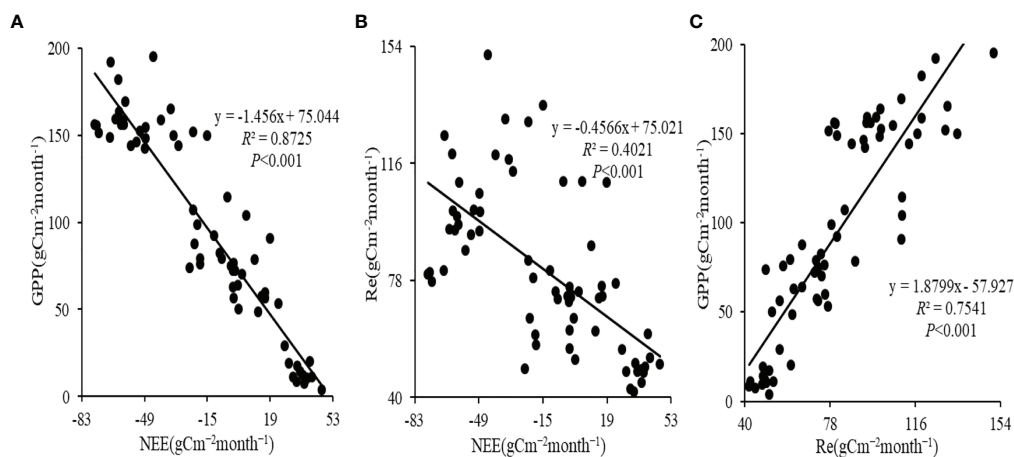 A
200
150
100
50
0
GPP(gCm⁻²month⁻¹)
y = -1.456x + 75.044
R² = 0.8725
P<0.001
-83 -49 -15 19 53
NEE(gCm⁻²month⁻¹)
B
154
116
78
40
Re(gCm⁻²month⁻¹)
y = -0.4566x + 75.021
R² = 0.4021
P<0.001
-83 -49 -15 19 53
NEE(gCm⁻²month⁻¹)
C
200
150
100
50
0
GPP(gCm⁻²month⁻¹)
y = 1.8799x - 57.927
R² = 0.7541
P<0.001
40 78 116 154
Re(gCm⁻²month⁻¹)